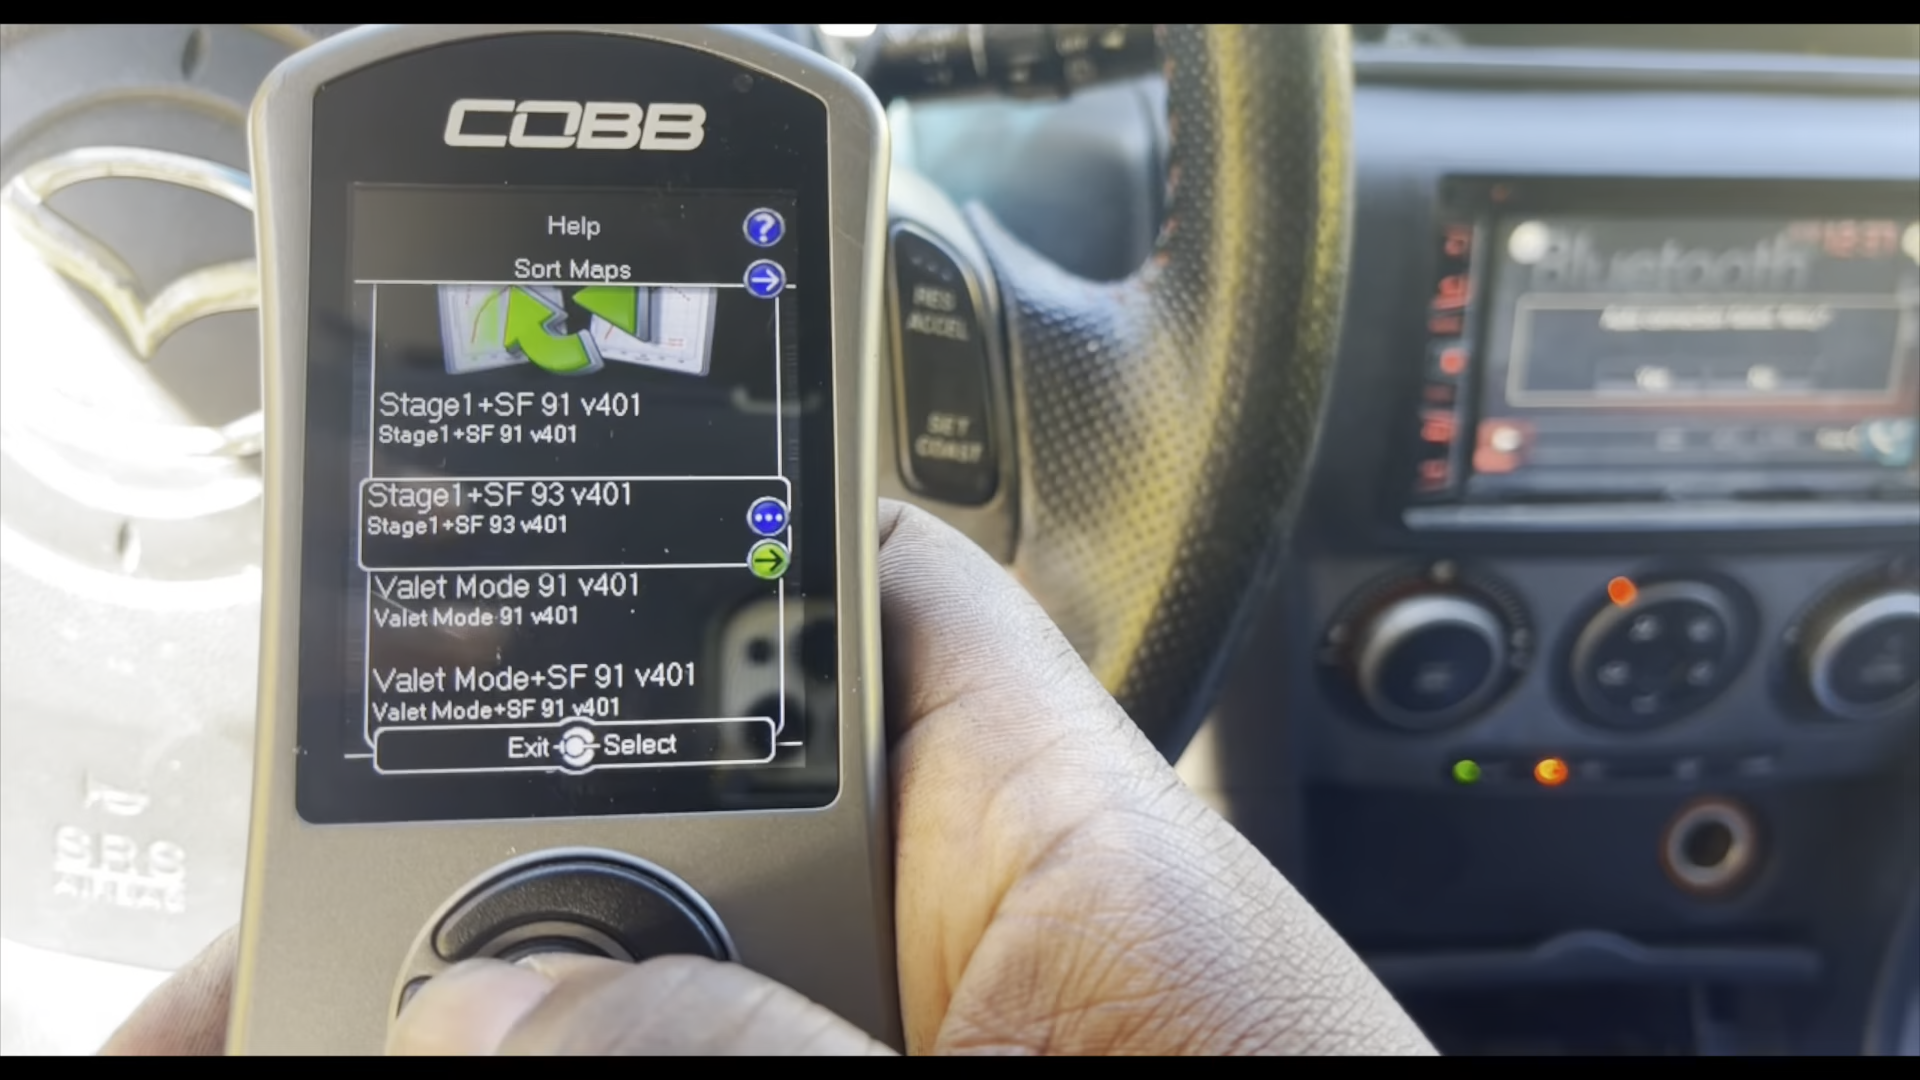 COBB
Help
Sort Maps
Stage1+SF 91 v401
Stage1+SF 91 v401
Stage1+SF 93 v401
Stage1+SF 93 v401
Valet Mode 91 v401
Valet Mode 91 v401
Valet Mode+SF 91 v401
Valet Mode+SF 91 v401
Exit Select
RES
ACCEL
SET
COAST
Bluetooth
SRS
AIRBAG